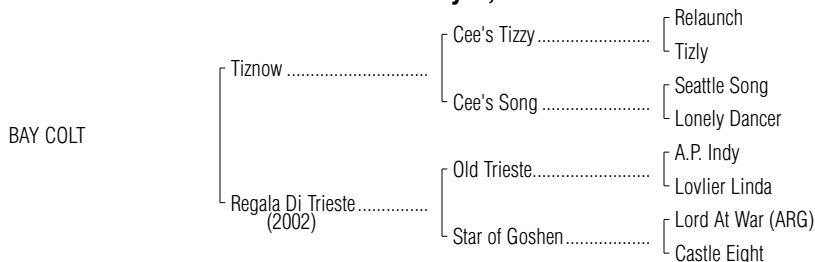 Relaunch
Cee's Tizzy
Tizly
Tiznow
Seattle Song
Cee's Song
Lonely Dancer
BAY COLT
A.P. Indy
Old Trieste
Lovlier Linda
Regala Di Trieste
(2002)
Lord At War (ARG)
Star of Goshen
Castle Eight